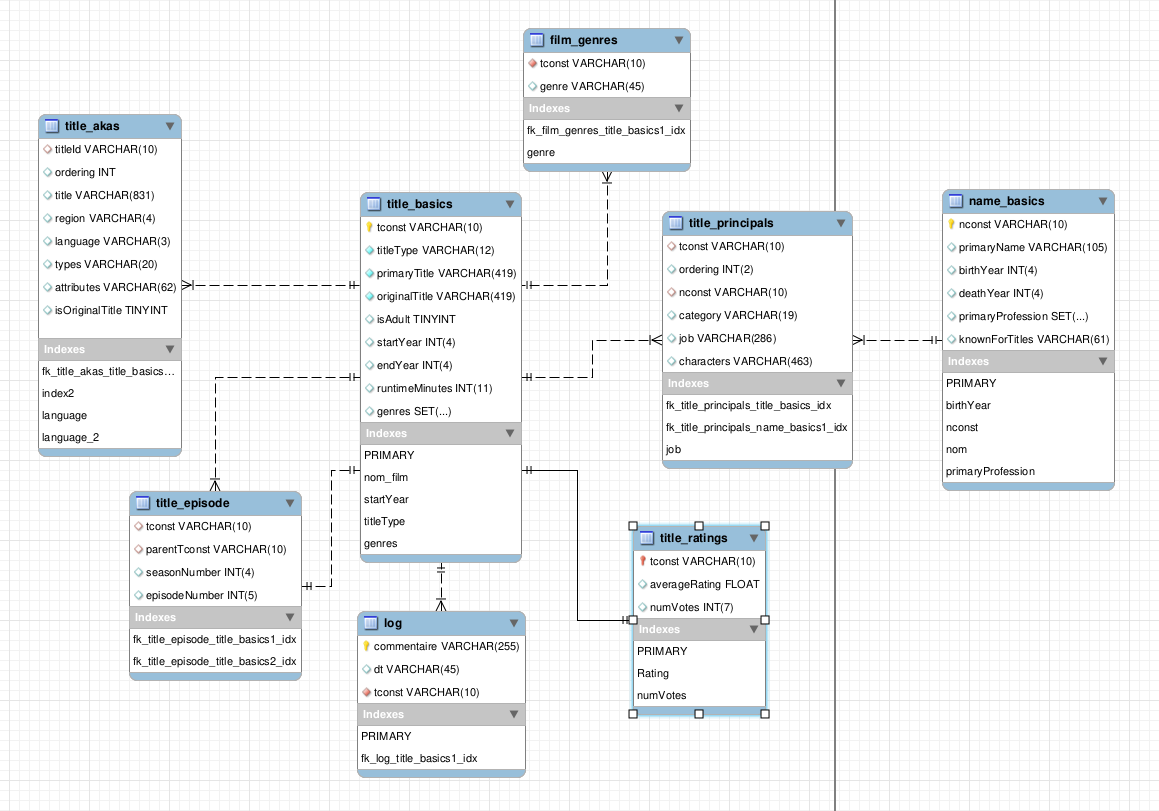 film_genres
tconst VARCHAR(10)
genre VARCHAR(45)
Indexes
fk_film_genres_title_basics1_idx
genre
title_akas
titleId VARCHAR(10)
ordering INT
title VARCHAR(831)
region VARCHAR(4)
language VARCHAR(3)
types VARCHAR(20)
attributes VARCHAR(62)
isOriginalTitle TINYINT
Indexes
fk_title_akas_title_basics...
index2
language
language_2
title_basics
tconst VARCHAR(10)
titleType VARCHAR(12)
primaryTitle VARCHAR(419)
originalTitle VARCHAR(419)
isAdult TINYINT
startYear INT(4)
endYear INT(4)
runtimeMinutes INT(11)
genres SET(...)
Indexes
PRIMARY
nom_film
startYear
titleType
genres
title_principals
tconst VARCHAR(10)
ordering INT(2)
nconst VARCHAR(10)
category VARCHAR(19)
job VARCHAR(286)
characters VARCHAR(463)
Indexes
fk_title_principals_title_basics_idx
fk_title_principals_name_basics1_idx
job
name_basics
nconst VARCHAR(10)
primaryName VARCHAR(105)
birthYear INT(4)
deathYear INT(4)
primaryProfession SET(...)
knownForTitles VARCHAR(61)
Indexes
PRIMARY
birthYear
nconst
nom
primaryProfession
title_episode
tconst VARCHAR(10)
parentTconst VARCHAR(10)
seasonNumber INT(4)
episodeNumber INT(5)
Indexes
fk_title_episode_title_basics1_idx
fk_title_episode_title_basics2_idx
log
commentaire VARCHAR(255)
dt VARCHAR(45)
tconst VARCHAR(10)
Indexes
PRIMARY
fk_log_title_basics1_idx
title_ratings
tconst VARCHAR(10)
averageRating FLOAT
numVotes INT(7)
Indexes
PRIMARY
Rating
numVotes